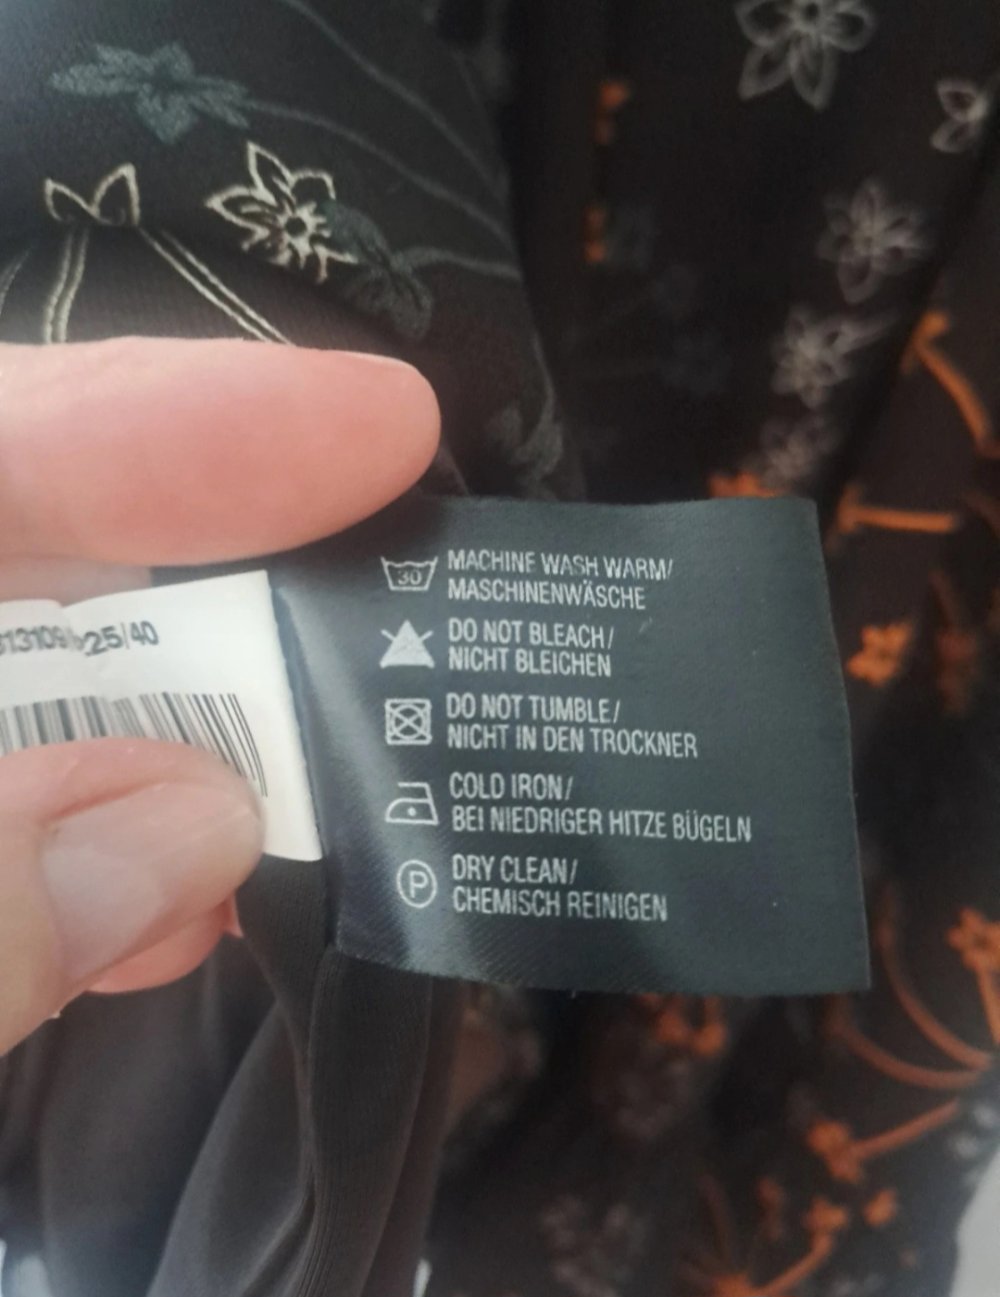 30
MACHINE WASH WARM/
MASCHINENWÄSCHE
DO NOT BLEACH/
NICHT BLEICHEN
DO NOT TUMBLE/
NICHT IN DEN TROCKNER
COLD IRON/
BEI NIEDRIGER HITZE BÜGELN
P
DRY CLEAN/
CHEMISCH REINIGEN
25/40